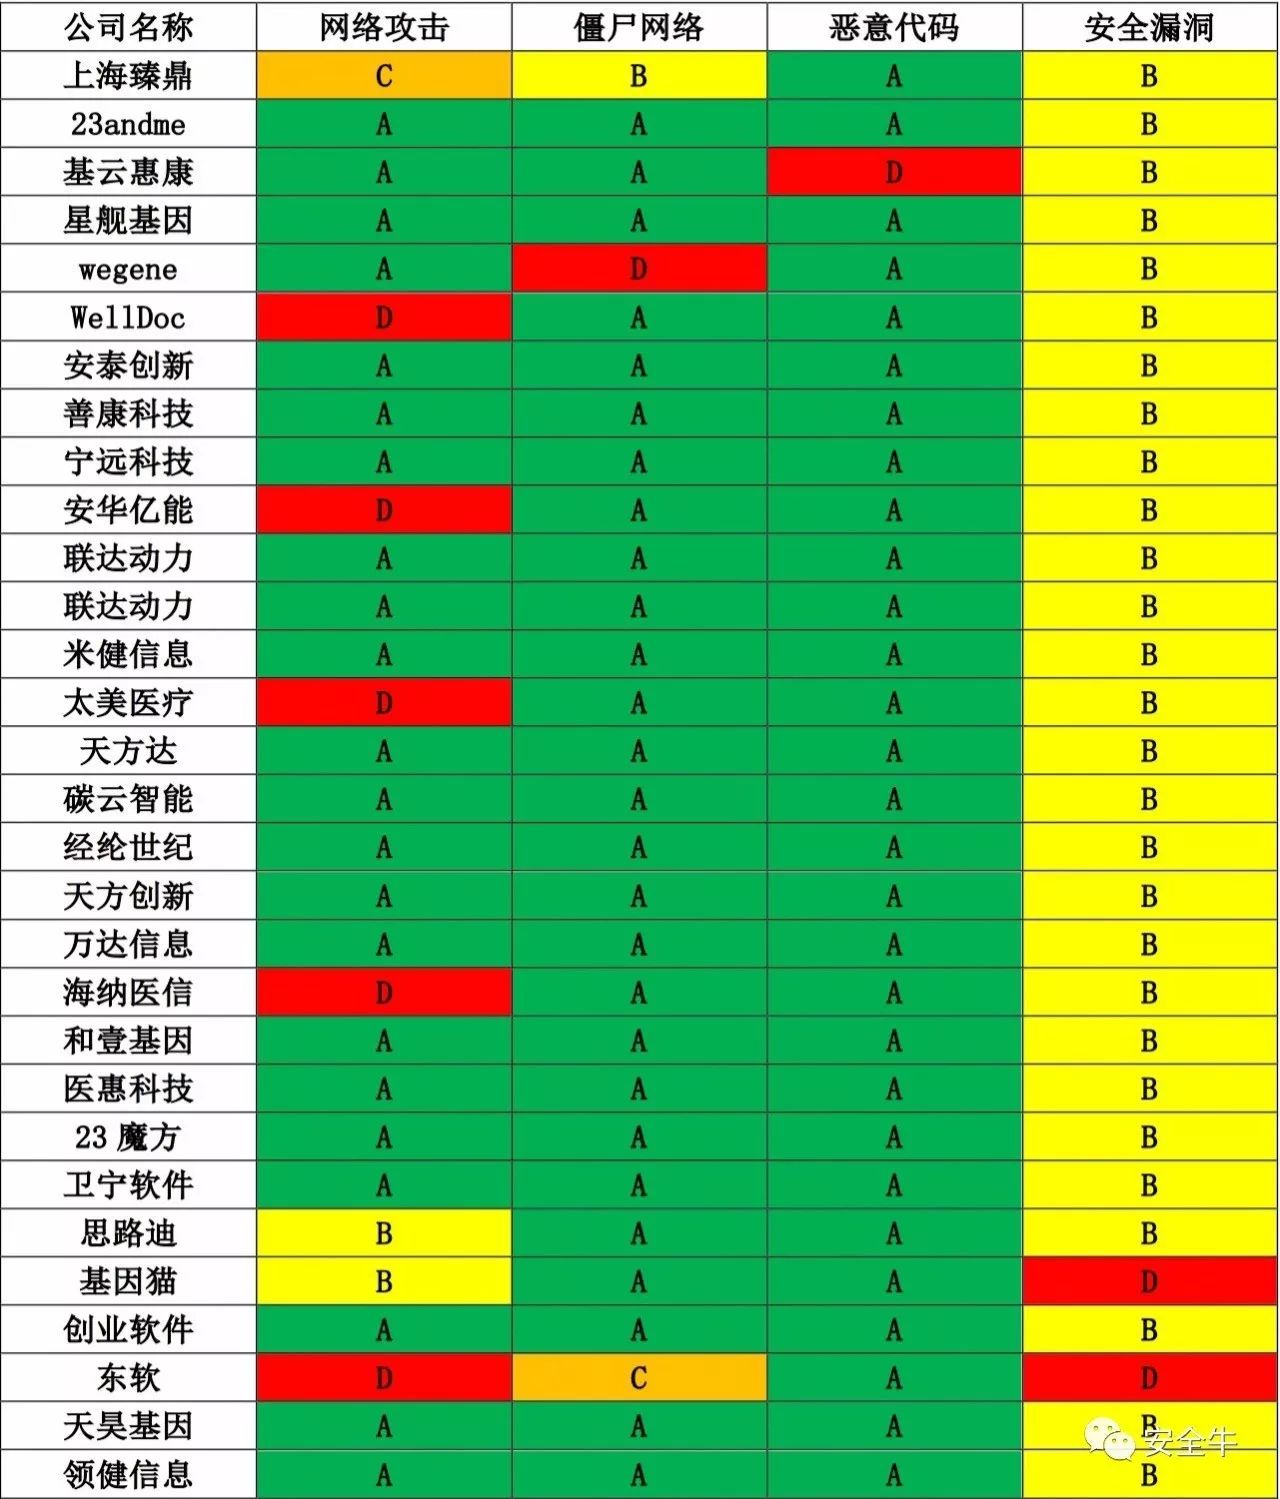 公司名称 网络攻击 僵尸网络 恶意代码 安全漏洞
上海臻鼎 C B A B
23andme A A A B
基云惠康 A A D B
星舰基因 A A A B
wegene A D A B
WellDoc D A A B
安泰创新 A A A B
善康科技 A A A B
宁远科技 A A A B
安华亿能 D A A B
联达动力 A A A B
联达动力 A A A B
米健信息 A A A B
太美医疗 D A A B
天方达 A A A B
碳云智能 A A A B
经纶世纪 A A A B
天方创新 A A A B
万达信息 A A A B
海纳医信 D A A B
和壹基因 A A A B
医惠科技 A A A B
23魔方 A A A B
卫宁软件 A A A B
思路迪 B A A B
基因猫 B A A D
创业软件 A A A B
东软 D C A D
天昊基因 A A A B
安全牛
领健信息 A A A B